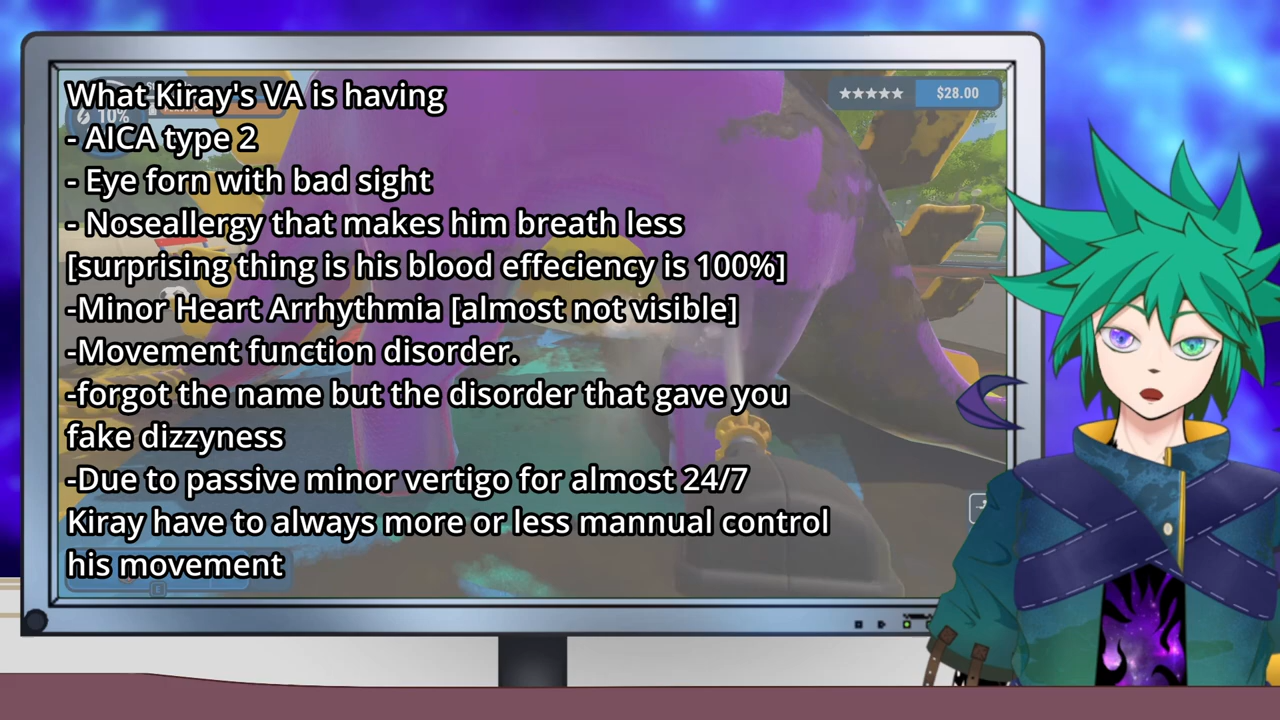 What Kiray's VA is having
10%
★★★★★ $28.00
- AICA type 2
- Eye forn with bad sight
- Noseallergy that makes him breath less
[surprising thing is his blood effeciency is 100%]
-Minor Heart Arrhythmia [almost not visible]
-Movement function disorder.
-forgot the name but the disorder that gave you
fake dizzyness
-Due to passive minor vertigo for almost 24/7
Kiray have to always more or less mannual control
his movement
[E]